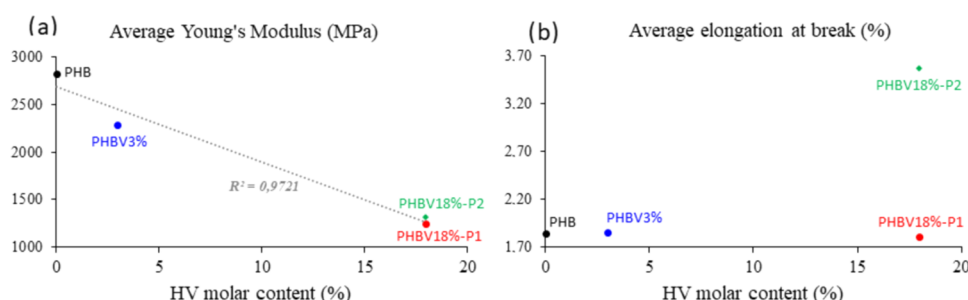 (a)
Average Young's Modulus (MPa)
3000
2500
2000
1500
1000
PHB
PHBV3%
R² = 0,9721
PHBV18%-P2
PHBV18%-P1
0
5
10
15
20
HV molar content (%)
(b)
Average elongation at break (%)
3.70
3.20
2.70
2.20
1.70
PHBV18%-P2
PHB
PHBV3%
PHBV18%-P1
0
5
10
15
20
HV molar content (%)